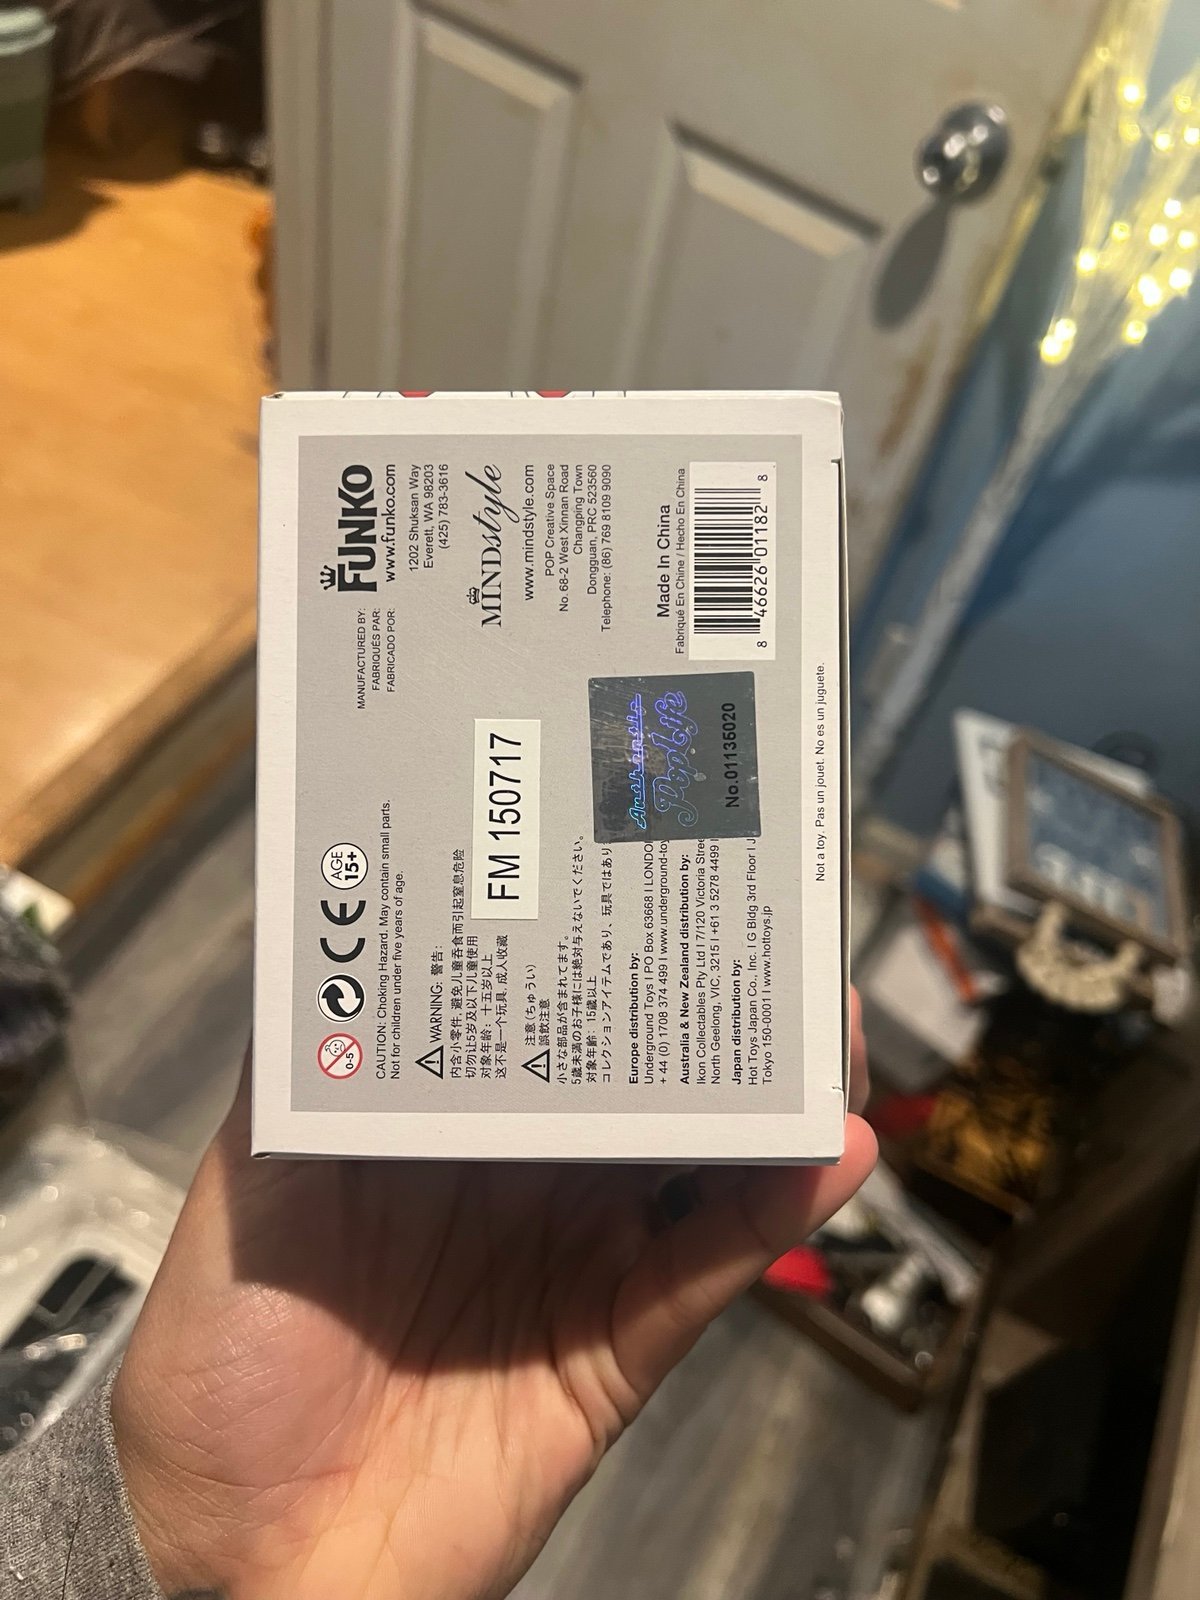 0-5
CE
AGE
15+
CAUTION: Choking Hazard. May contain small parts.
Not for children under five years of age.
WARNING: 警告:
内含小零件, 避免儿童吞食而引起窒息危险
切勿让5岁及以下儿童使用
对象年龄: 十五岁以上
这不是一个玩具, 成人收藏
注意(ちゅうい)
誤飲注意
小さな部品が含まれてます。
5歳未満のお子様には絶対与えないでください。
対象年齢: 15歳以上
コレクションアイテムであり、玩具ではあり
Europe distribution by:
Underground Toys I PO Box 63668 I LONDO
+ 44 (0) 1708 374 499 I www.underground-toy
Australia & New Zealand distribution by:
Ikon Collectables Pty Ltd I 7/120 Victoria Stree
North Geelong, VIC, 3215 I +61 3 5278 4499 I
Japan distribution by:
Hot Toys Japan Co., Inc. I G Bldg 3rd Floor I J
Tokyo 150-0001 I www.hottoys.jp
FM 150717
Authentic
PopLife
No.01135020
MANUFACTURED BY:
FABRIQUÉS PAR:
FABRICADO POR:
FUNKO
www.funko.com
1202 Shuksan Way
Everett, WA 98203
(425) 783-3616
MINDstyle
www.mindstyle.com
POP Creative Space
No. 68-2 West Xinnan Road
Changping Town
Dongguan, PRC 523560
Telephone: (86) 769 8109 9090
Made In China
Fabriqué En Chine / Hecho En China
8 46626 01182 8
Not a toy. Pas un jouet. No es un juguete.